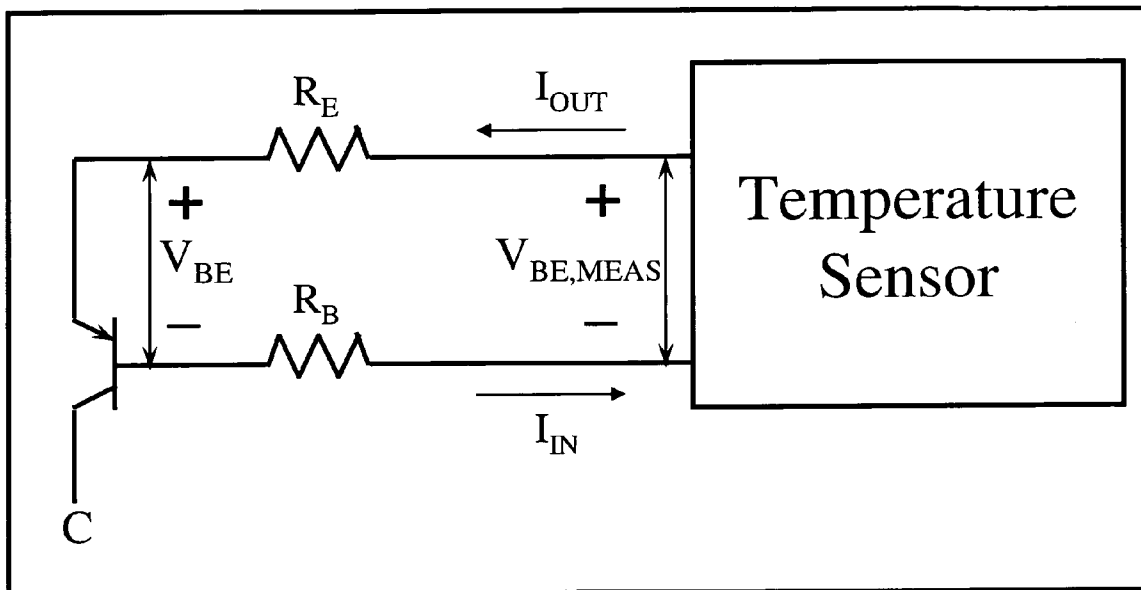 R_E
I_OUT
+
V_BE
−
R_B
+
V_BE,MEAS
−
I_IN
C
Temperature
Sensor